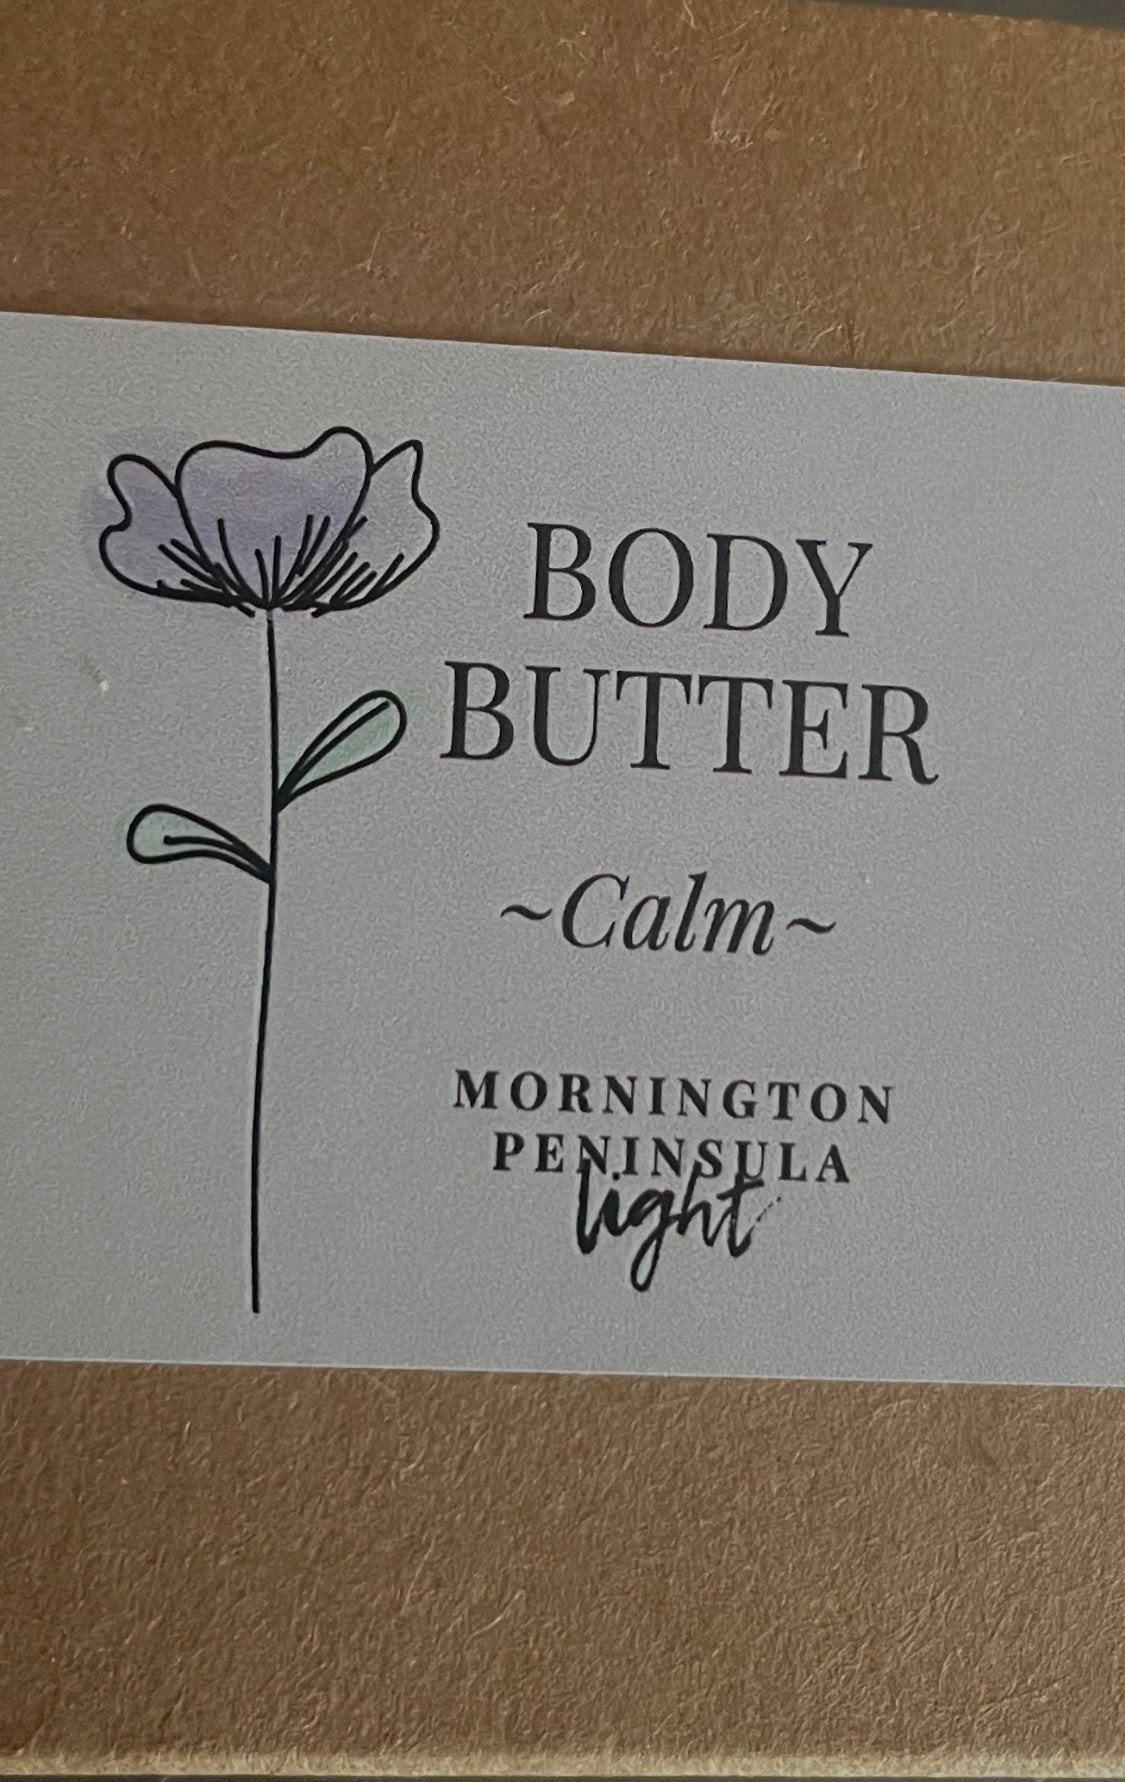 BODY
BUTTER
~Calm~
MORNINGTON
PENINSULA
light